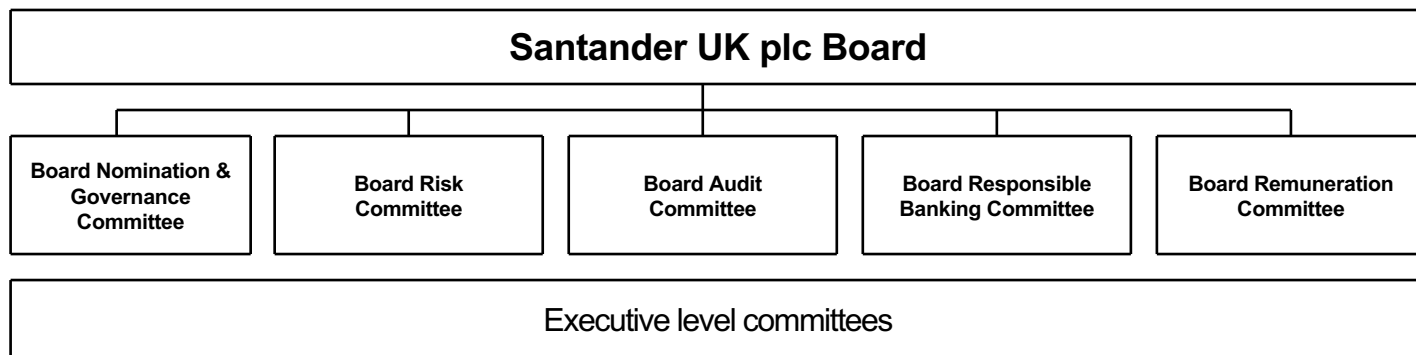 Santander UK plc Board
Board Nomination &
Governance
Committee
Board Risk
Committee
Board Audit
Committee
Board Responsible
Banking Committee
Board Remuneration
Committee
Executive level committees